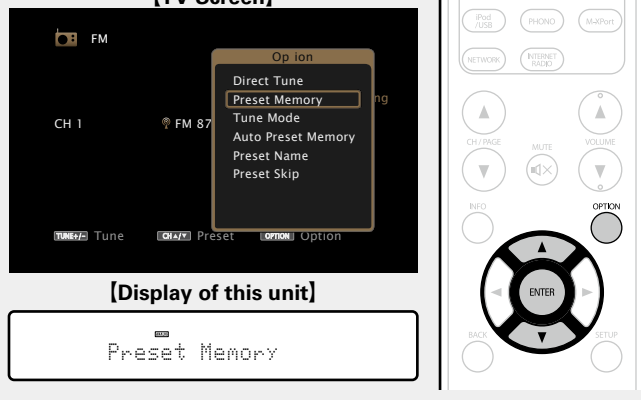 【TV Screen】
FM
Op ion
Direct Tune
Preset Memory
ng
Tune Mode
CH 1
FM 87
Auto Preset Memory
Preset Name
Preset Skip
TUNE+/- Tune
CH▲/▼ Preset
OPTION Option
【Display of this unit】
Preset Memory
iPod /USB
PHONO
M-XPort
NETWORK
INTERNET RADIO
CH / PAGE
MUTE
VOLUME
INFO
OPTION
ENTER
BACK
SETUP